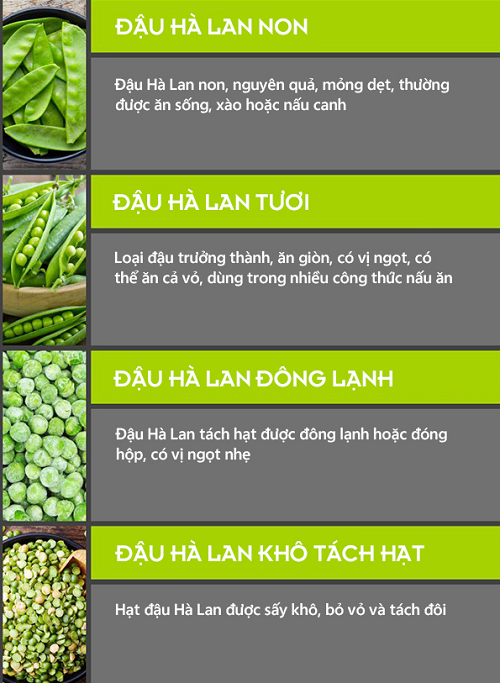 ĐẬU HÀ LAN NON
Đậu Hà Lan non, nguyên quả, mỏng dẹt, thường
được ăn sống, xào hoặc nấu canh
ĐẬU HÀ LAN TƯƠI
Loại đậu trưởng thành, ăn giòn, có vị ngọt, có
thể ăn cả vỏ, dùng trong nhiều công thức nấu ăn
ĐẬU HÀ LAN ĐÔNG LẠNH
Đậu Hà Lan tách hạt được đông lạnh hoặc đóng
hộp, có vị ngọt nhẹ
ĐẬU HÀ LAN KHÔ TÁCH HẠT
Hạt đậu Hà Lan được sấy khô, bỏ vỏ và tách đôi